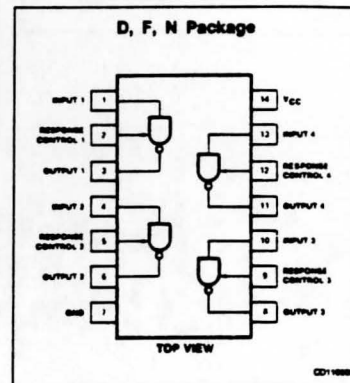 D, F, N Package
INPUT 1
1
14
VCC
RESPONSE
CONTROL 1
2
13
INPUT 4
OUTPUT 1
3
12
RESPONSE
CONTROL 4
INPUT 2
4
11
OUTPUT 4
RESPONSE
CONTROL 2
5
10
INPUT 3
OUTPUT 2
6
9
RESPONSE
CONTROL 3
GND
7
8
OUTPUT 3
TOP VIEW